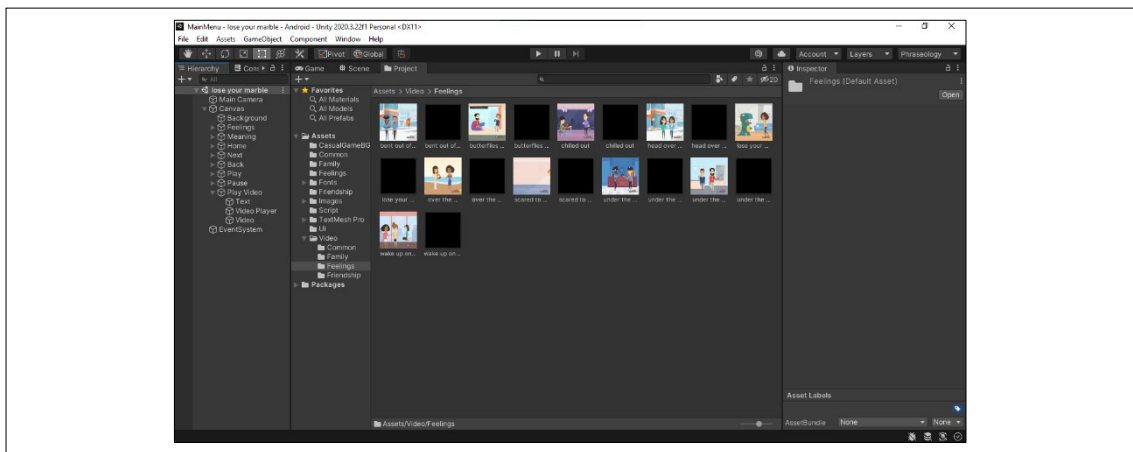 MainMenu - lose your marble - Android - Unity 2020.3.22f1 Personal <DX11>
File Edit Assets GameObject Component Window Help
Pivot Global
Account Layers Phraseology
Hierarchy
Game Scene Project
Inspector
All
20
lose your marble
Main Camera
Canvas
Background
Feelings
Meaning
Home
Next
Back
Play
Pause
Play Video
Text
Video Player
Video
EventSystem
Favorites
All Materials
All Models
All Prefabs
Assets
CasualGameBG
Common
Family
Feelings
Fonts
Friendship
Images
Script
TextMesh Pro
UI
Video
Common
Family
Feelings
Friendship
Packages
Assets > Video > Feelings
bent out of... bent out of... butterflies ... butterflies ... chilled out chilled out head over ... head over ... lose your ...
lose your ... over the ... over the ... scared to ... scared to ... under the ... under the ... under the ... under the ...
wake up on... wake up on...
Assets/Video/Feelings
Feelings (Default Asset)
Open
Asset Labels
AssetBundle None None